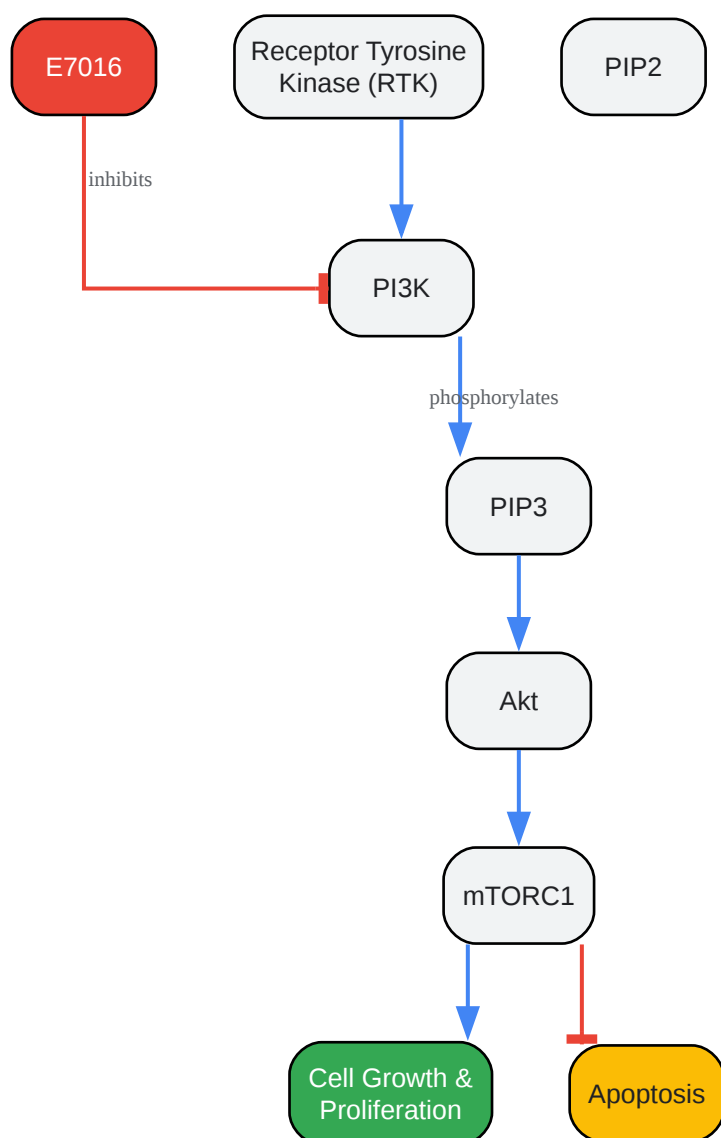 E7016
Receptor Tyrosine
Kinase (RTK)
PIP2
inhibits
PI3K
phosphorylates
PIP3
Akt
mTORC1
Cell Growth &
Proliferation
Apoptosis